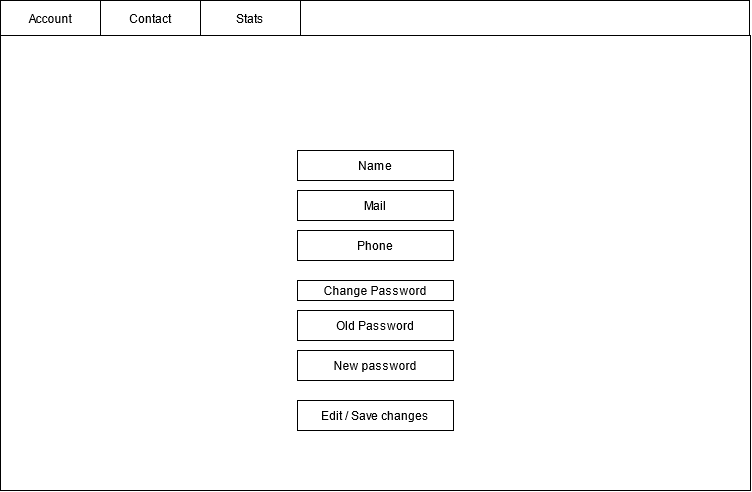 Account
Contact
Stats
Name
Mail
Phone
Change Password
Old Password
New password
Edit / Save changes